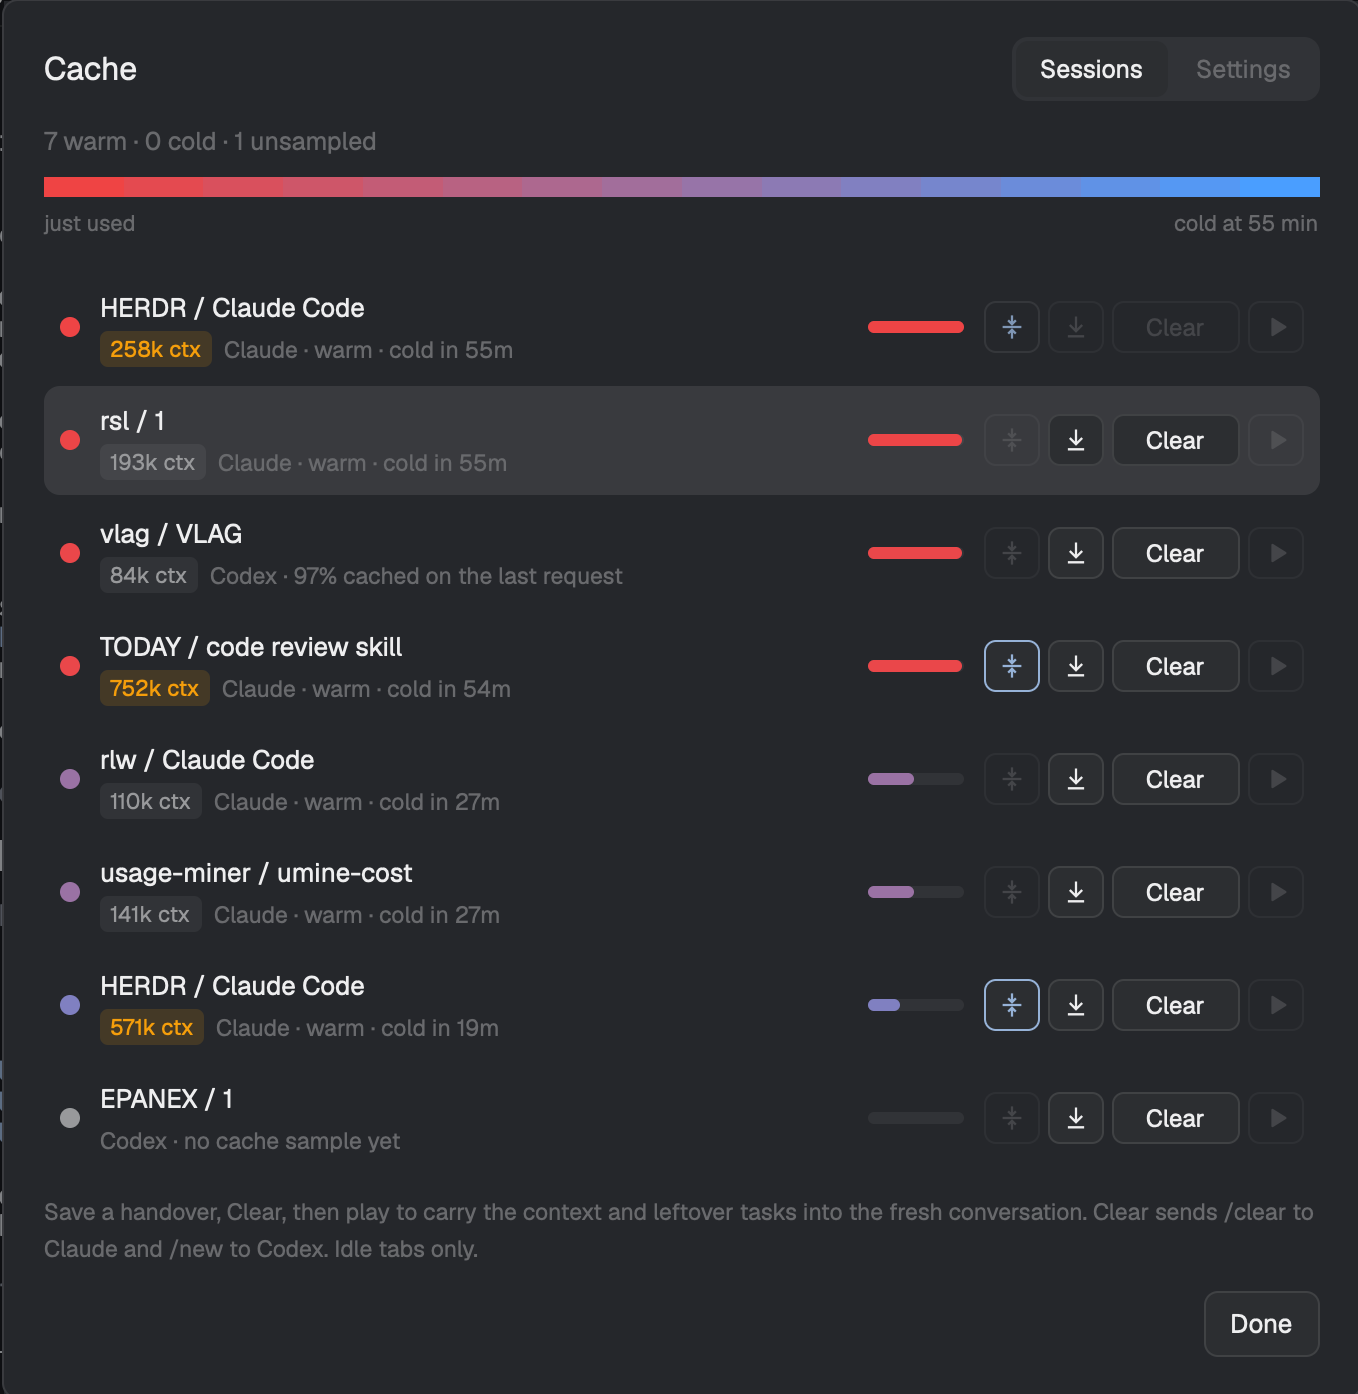 Cache
Sessions
Settings
7 warm · 0 cold · 1 unsampled
just used
cold at 55 min
HERDR / Claude Code
258k ctx Claude · warm · cold in 55m
Clear
rsl / 1
193k ctx Claude · warm · cold in 55m
Clear
vlag / VLAG
84k ctx Codex · 97% cached on the last request
Clear
TODAY / code review skill
752k ctx Claude · warm · cold in 54m
Clear
rlw / Claude Code
110k ctx Claude · warm · cold in 27m
Clear
usage-miner / umine-cost
141k ctx Claude · warm · cold in 27m
Clear
HERDR / Claude Code
571k ctx Claude · warm · cold in 19m
Clear
EPANEX / 1
Codex · no cache sample yet
Clear
Save a handover, Clear, then play to carry the context and leftover tasks into the fresh conversation. Clear sends /clear to
Claude and /new to Codex. Idle tabs only.
Done